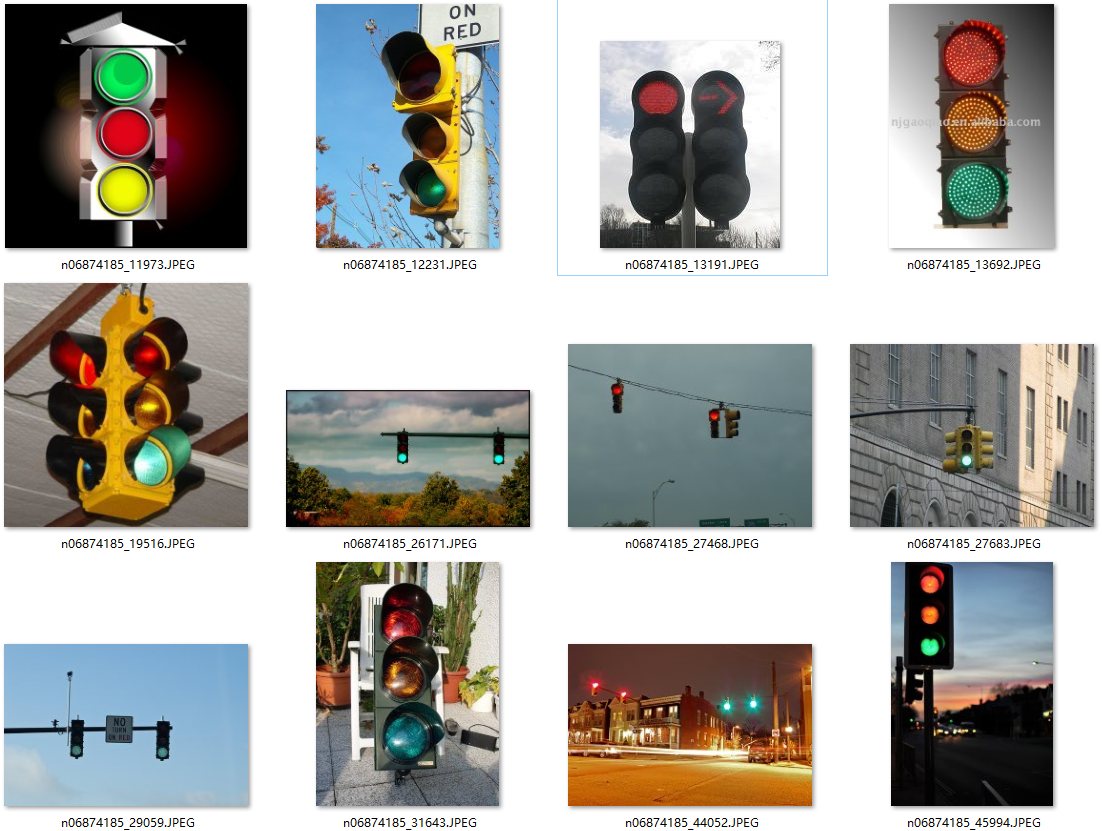 ON
RED
n06874185_11973.JPEG
n06874185_12231.JPEG
n06874185_13191.JPEG
njgaoqiao.en.alibaba.com
n06874185_13692.JPEG
n06874185_19516.JPEG
n06874185_26171.JPEG
n06874185_27468.JPEG
n06874185_27683.JPEG
NO
TURN
ON RED
n06874185_29059.JPEG
n06874185_31643.JPEG
n06874185_44052.JPEG
n06874185_45994.JPEG